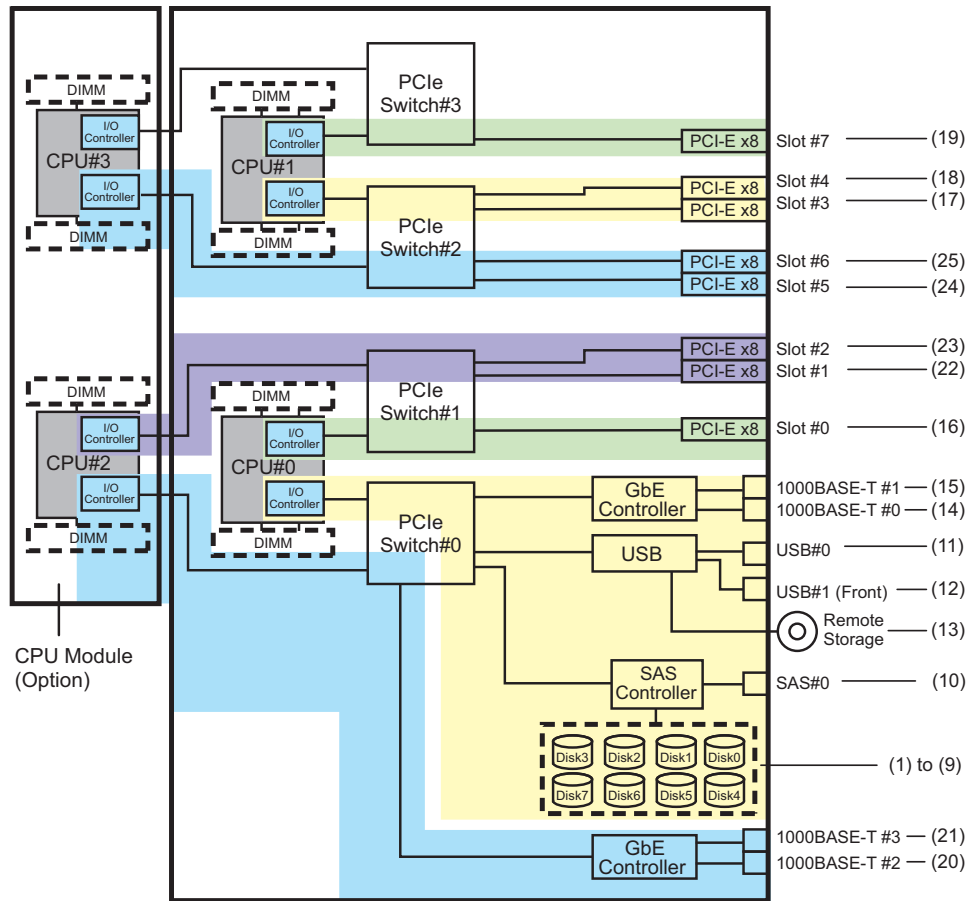 DIMM
I/O
Controller
CPU#3
I/O
Controller
DIMM
DIMM
I/O
Controller
CPU#1
I/O
Controller
DIMM
PCIe
Switch#3
PCIe
Switch#2
PCI-E x8 Slot #7 (19)
PCI-E x8 Slot #4 (18)
PCI-E x8 Slot #3 (17)
PCI-E x8 Slot #6 (25)
PCI-E x8 Slot #5 (24)
DIMM
I/O
Controller
CPU#2
I/O
Controller
DIMM
DIMM
I/O
Controller
CPU#0
I/O
Controller
DIMM
PCIe
Switch#1
PCIe
Switch#0
PCI-E x8 Slot #2 (23)
PCI-E x8 Slot #1 (22)
PCI-E x8 Slot #0 (16)
GbE
Controller
1000BASE-T #1 (15)
1000BASE-T #0 (14)
USB
USB#0 (11)
USB#1 (Front) (12)
Remote
Storage
(13)
SAS
Controller
SAS#0 (10)
Disk3 Disk2 Disk1 Disk0
Disk7 Disk6 Disk5 Disk4
(1) to (9)
GbE
Controller
1000BASE-T #3 (21)
1000BASE-T #2 (20)
CPU Module
(Option)